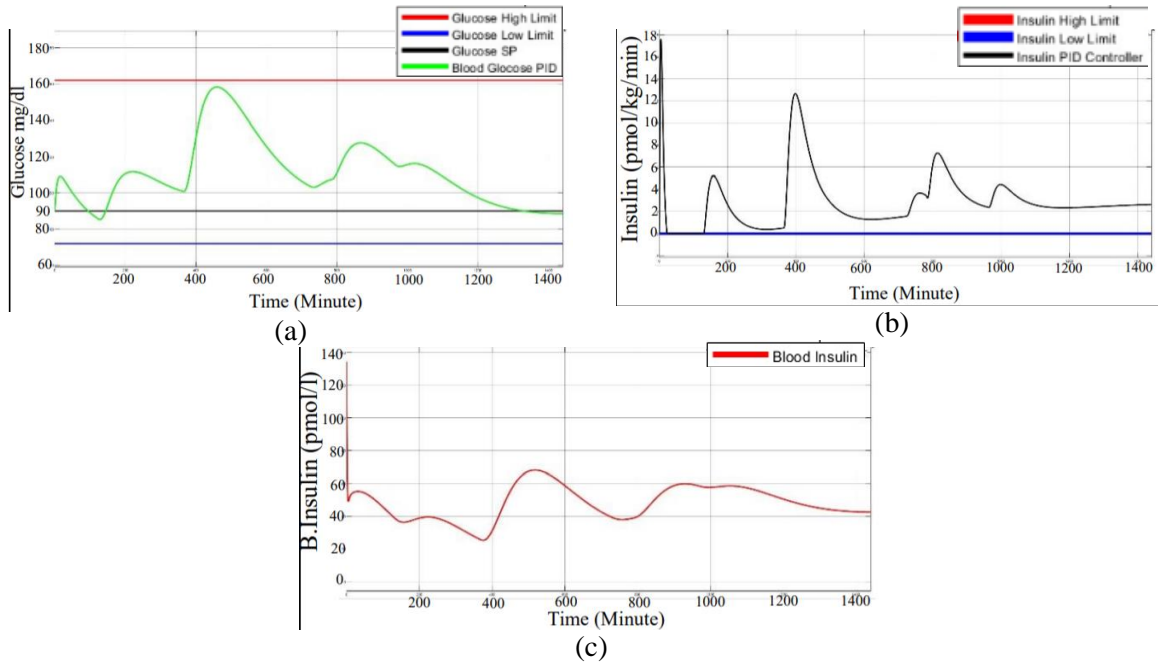 Glucose High Limit
Glucose Low Limit
Glucose SP
Blood Glocose PID
Glucose mg/dl
180
160
140
120
100
90
80
60
200
400
600
800
1000
1200
1400
Time (Minute)
(a)
Insulin High Limit
Insulin Low Limit
Insulin PID Controller
Insulin (pmol/kg/min)
18
16
14
12
10
8
6
4
2
0
200
400
600
800
1000
1200
1400
Time (Minute)
(b)
Blood Insulin
B.Insulin (pmol/l)
140
120
100
80
60
40
20
0
200
400
600
800
1000
1200
1400
Time (Minute)
(c)